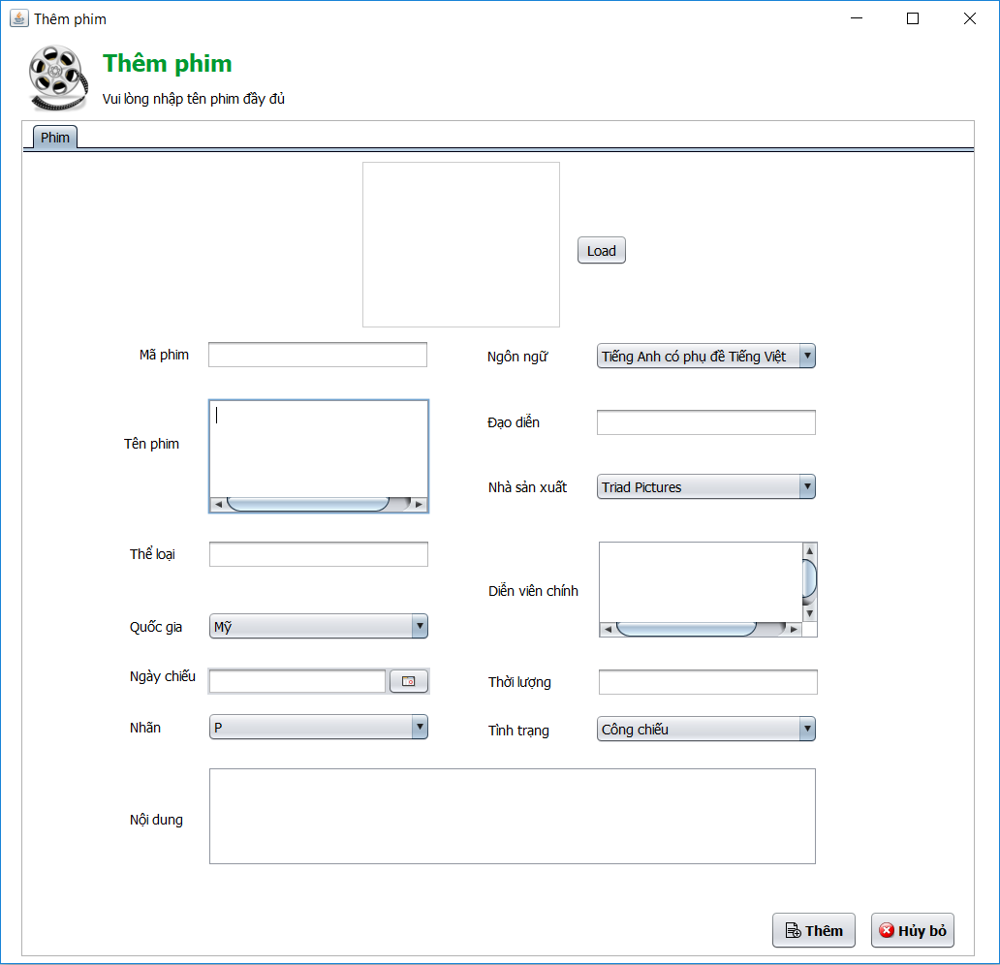 Thêm phim
Thêm phim
Vui lòng nhập tên phim đầy đủ
Phim
Load
Mã phim
Ngôn ngữ
Tiếng Anh có phụ đề Tiếng Việt
Tên phim
Đạo diễn
Nhà sản xuất
Triad Pictures
Thể loại
Diễn viên chính
Quốc gia
Mỹ
Ngày chiếu
Thời lượng
Nhãn
P
Tình trạng
Công chiếu
Nội dung
Thêm
Hủy bỏ